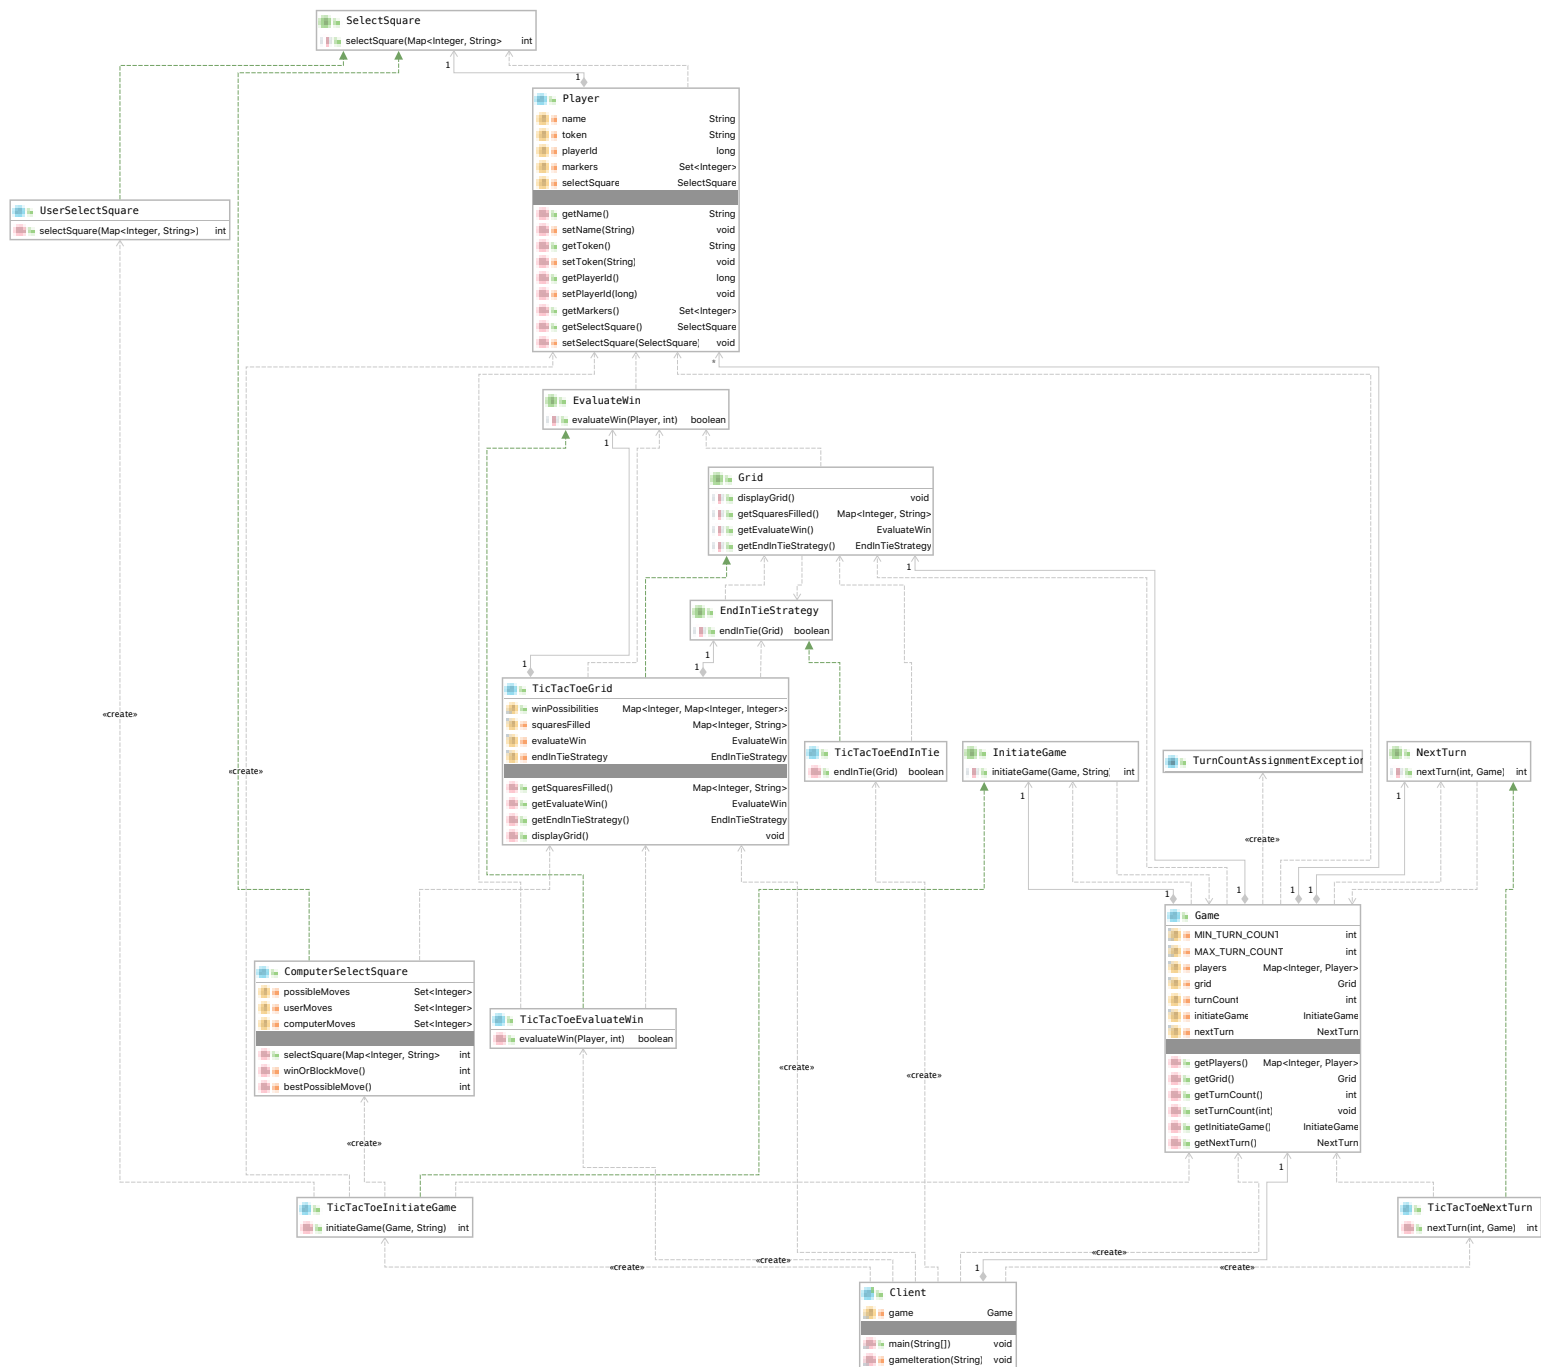 SelectSquare
selectSquare(Map<Integer, String> int
1
1
Player
name String
token String
playerId long
markers Set<Integer>
selectSquare SelectSquare
getName() String
setName(String) void
getToken() String
setToken(String) void
getPlayerId() long
setPlayerId(long) void
getMarkers() Set<Integer>
getSelectSquare() SelectSquare
setSelectSquare(SelectSquare) void
UserSelectSquare
selectSquare(Map<Integer, String>) int
*
EvaluateWin
evaluateWin(Player, int) boolean
1
Grid
displayGrid() void
getSquaresFilled() Map<Integer, String>
getEvaluateWin() EvaluateWin
getEndInTieStrategy() EndInTieStrategy
1
EndInTieStrategy
endInTie(Grid) boolean
1
1
1
TicTacToeGrid
winPossibilities Map<Integer, Map<Integer, Integer>>
squaresFilled Map<Integer, String>
evaluateWin EvaluateWin
endInTieStrategy EndInTieStrategy
getSquaresFilled() Map<Integer, String>
getEvaluateWin() EvaluateWin
getEndInTieStrategy() EndInTieStrategy
displayGrid() void
«create»
«create»
TicTacToeEndInTie
endInTie(Grid) boolean
InitiateGame
initiateGame(Game, String) int
TurnCountAssignmentException
NextTurn
nextTurn(int, Game) int
1
1
«create»
1
1
1
1
Game
MIN_TURN_COUNT int
MAX_TURN_COUNT int
players Map<Integer, Player>
grid Grid
turnCount int
initiateGame InitiateGame
nextTurn NextTurn
getPlayers() Map<Integer, Player>
getGrid() Grid
getTurnCount() int
setTurnCount(int) void
getInitiateGame() InitiateGame
getNextTurn() NextTurn
ComputerSelectSquare
possibleMoves Set<Integer>
userMoves Set<Integer>
computerMoves Set<Integer>
selectSquare(Map<Integer, String> int
winOrBlockMove() int
bestPossibleMove() int
TicTacToeEvaluateWin
evaluateWin(Player, int) boolean
«create»
«create»
«create»
1
TicTacToeInitiateGame
initiateGame(Game, String) int
TicTacToeNextTurn
nextTurn(int, Game) int
«create»
«create»
«create»
«create»
1
Client
game Game
main(String[]) void
gameIteration(String) void